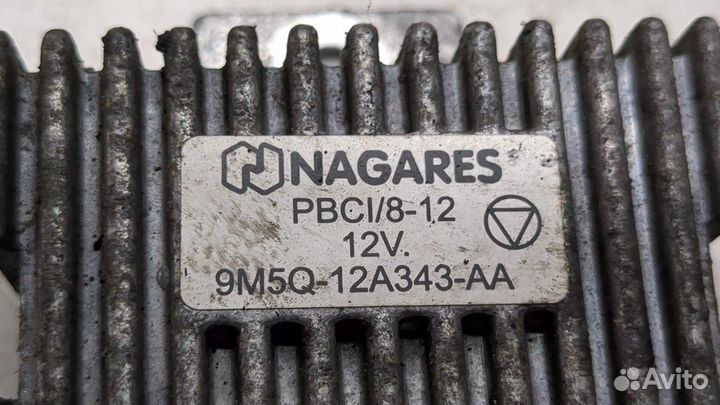 NAGARES
PBCI/8-12
12V.
9M5Q-12A343-AA
Avito